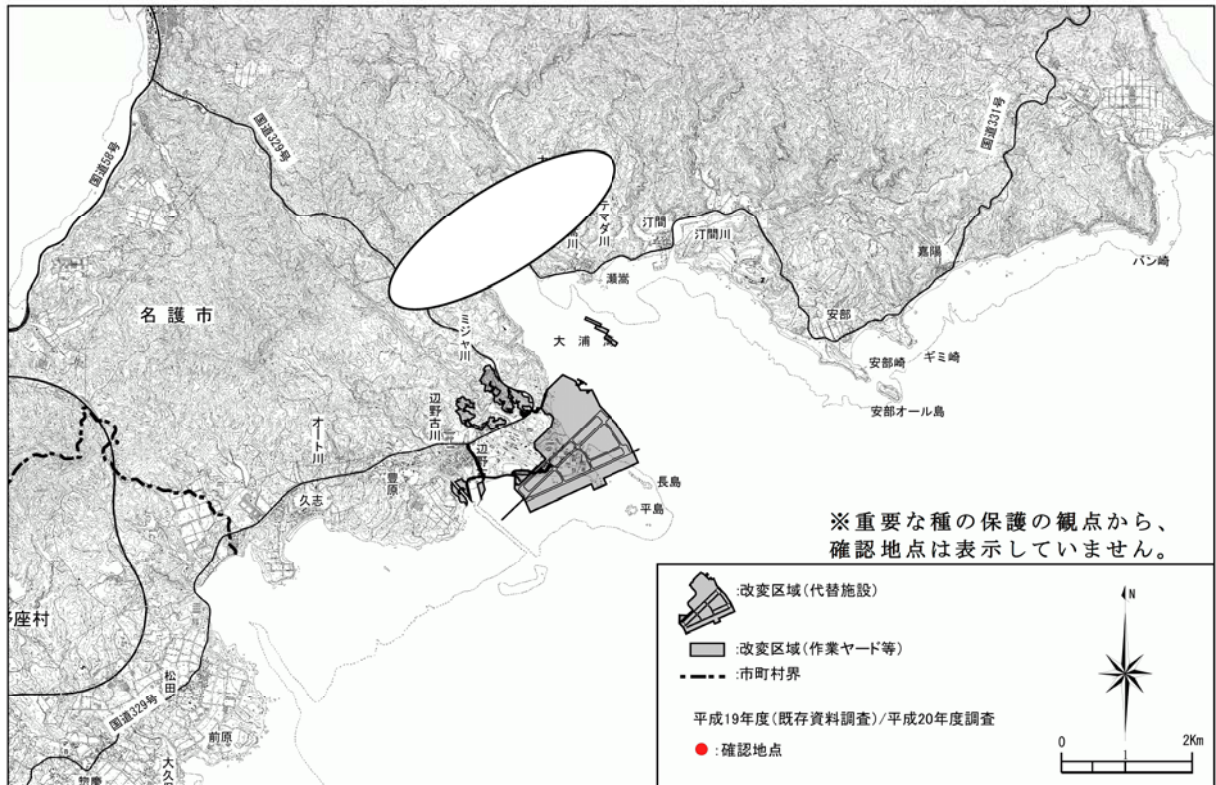 国道58号
国道329号
国道331号
テマダ川
汀間
汀間川
嘉陽
バン崎
瀬嵩
名護市
ミジャ川
大浦
安部
安部崎
ギミ崎
安部オール島
辺野古川
辺野
オート川
豊原
久志
長島
平島
※重要な種の保護の観点から、
確認地点は表示していません。
座村
松田
国道329号
前原
惣慶
:改変区域(代替施設)
:改変区域(作業ヤード等)
:市町村界
平成19年度(既存資料調査)/平成20年度調査
:確認地点
N
0 1 2Km